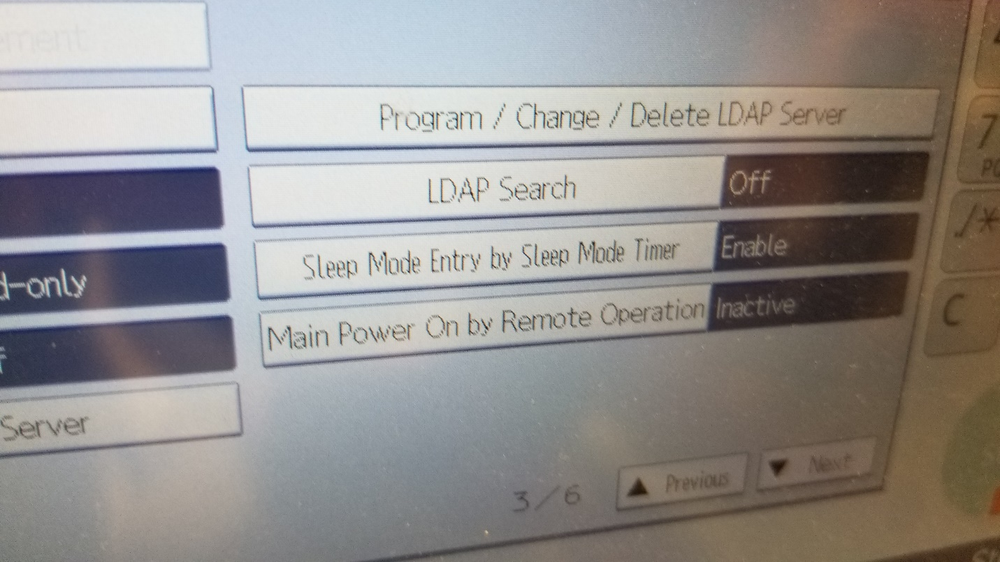 ement
Program / Change / Delete LDAP Server
LDAP Search Off
Sleep Mode Entry by Sleep Mode Timer Enable
d-only
Main Power On by Remote Operation Inactive
Server
3/6 ▲ Previous ▼ Next
7
./*
C